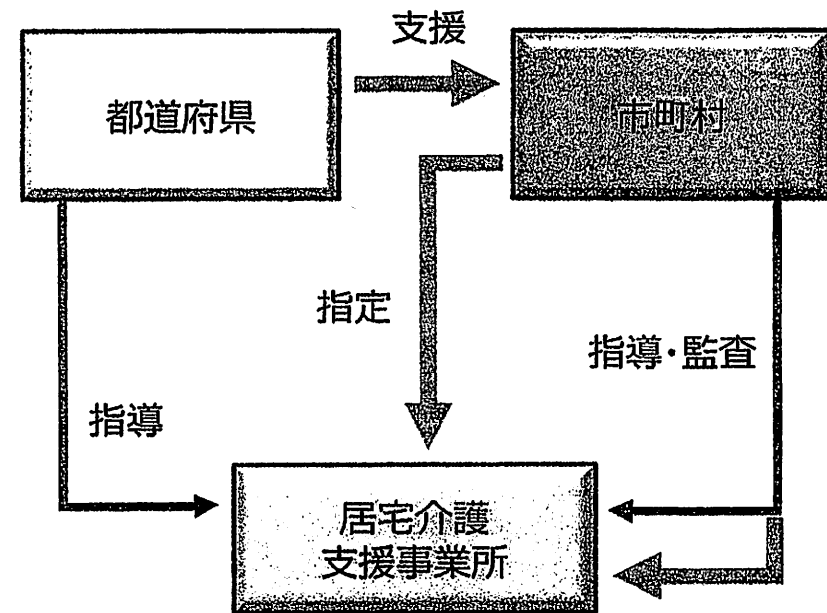 支援
都道府県
市町村
指定
指導・監査
指導
居宅介護
支援事業所